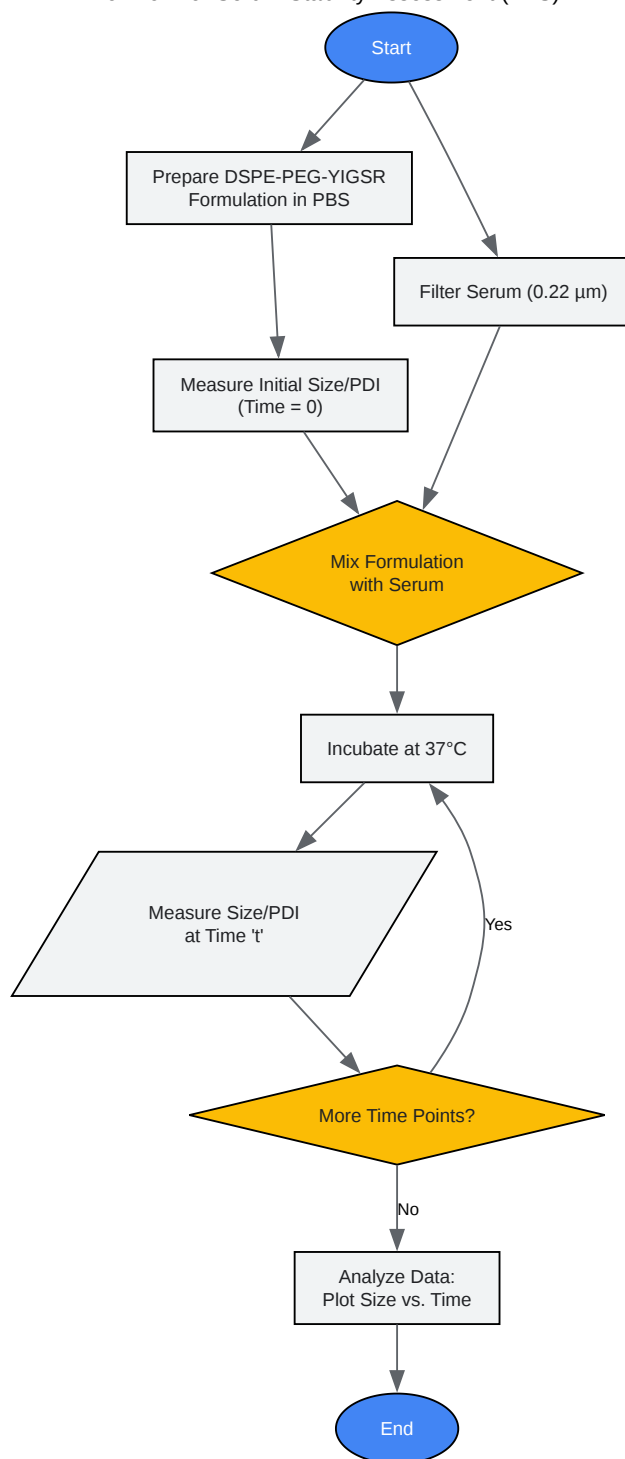 Start
Prepare DSPE-PEG-YIGSR
Formulation in PBS
Filter Serum (0.22 µm)
Measure Initial Size/PDI
(Time = 0)
Mix Formulation
with Serum
Incubate at 37°C
Measure Size/PDI
at Time 't'
Yes
More Time Points?
No
Analyze Data:
Plot Size vs. Time
End